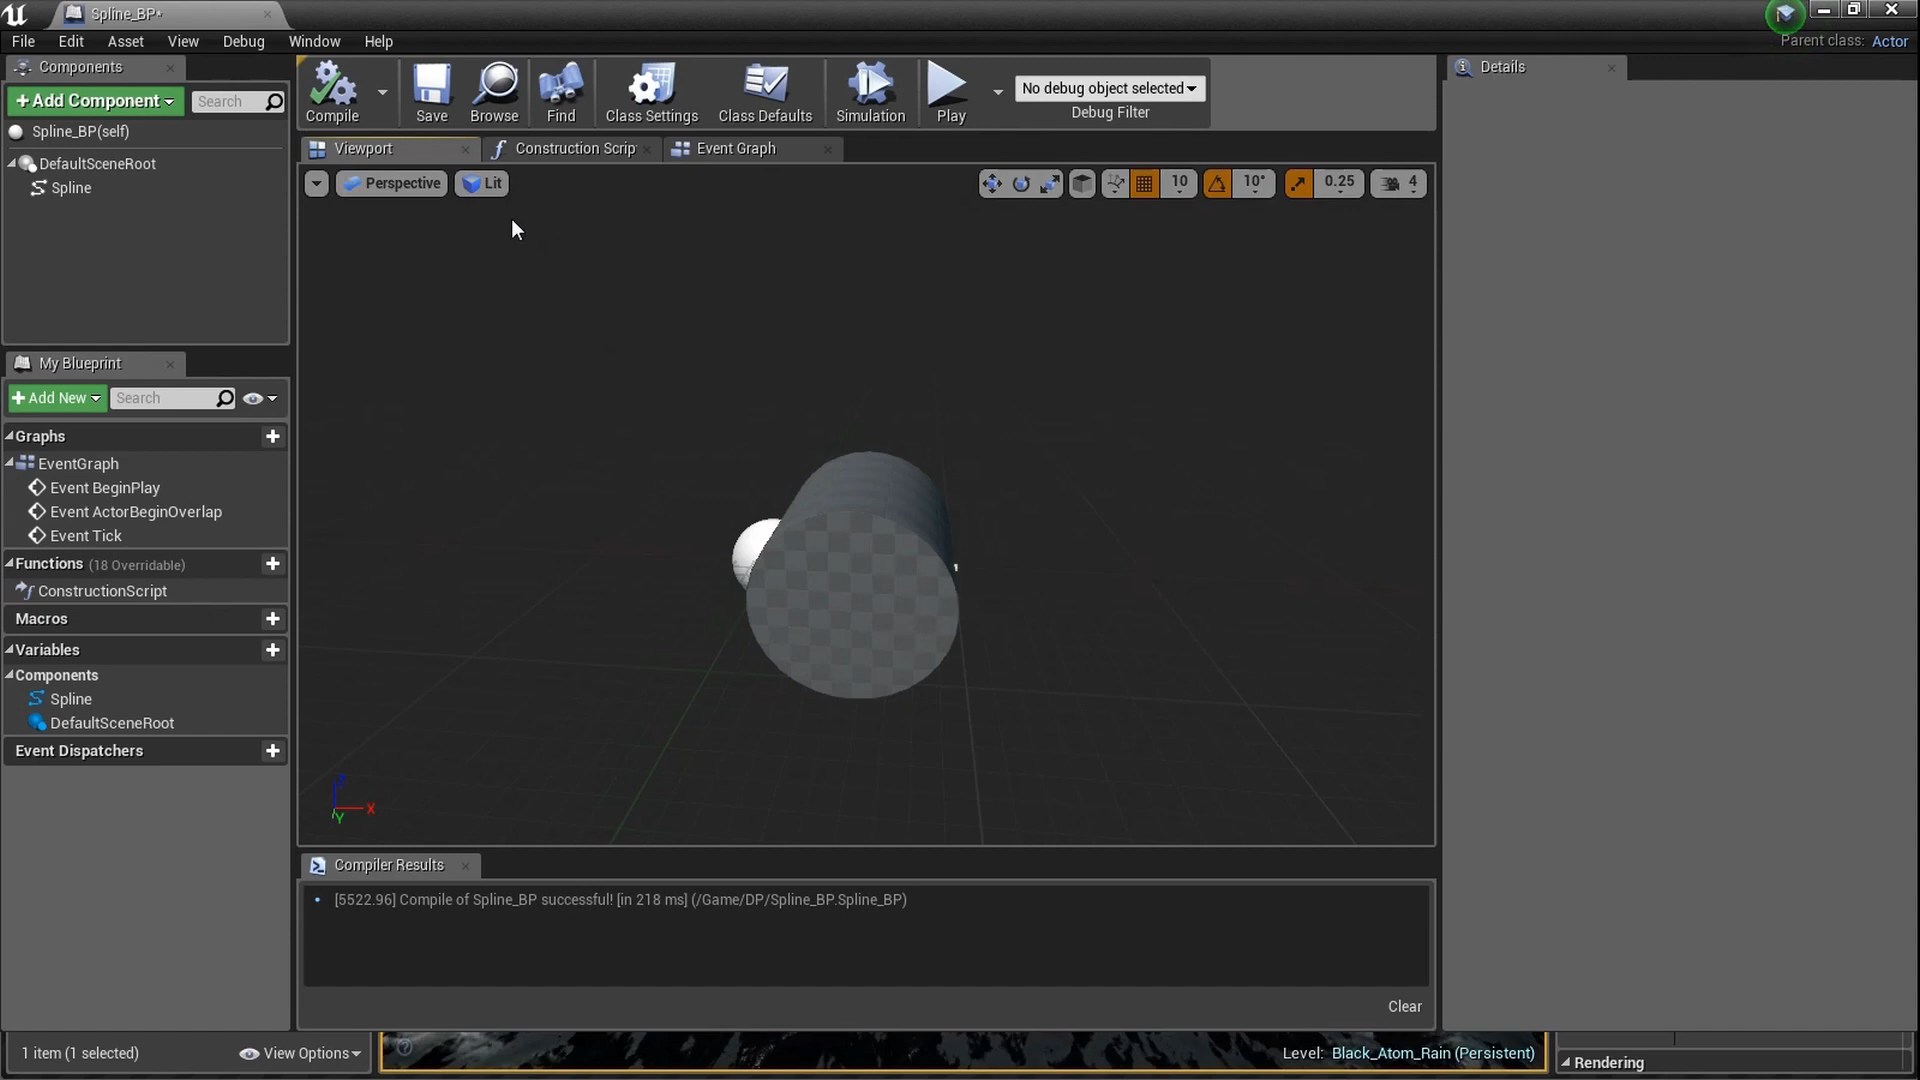 Spline_BP*
File Edit Asset View Debug Window Help
Parent class: Actor
Components
+Add Component
Search
Spline_BP(self)
DefaultSceneRoot
Spline
Compile
Save
Browse
Find
Class Settings
Class Defaults
Simulation
Play
No debug object selected
Debug Filter
Details
Viewport
Construction Scrip
Event Graph
Perspective
Lit
10
10°
0.25
4
My Blueprint
+Add New
Search
Graphs
EventGraph
Event BeginPlay
Event ActorBeginOverlap
Event Tick
Functions (18 Overridable)
ConstructionScript
Macros
Variables
Components
Spline
DefaultSceneRoot
Event Dispatchers
Z
X
Y
Compiler Results
[5522.96] Compile of Spline_BP successful! [in 218 ms] (/Game/DP/Spline_BP.Spline_BP)
Clear
1 item (1 selected)
View Options
Level: Black_Atom_Rain (Persistent)
Rendering